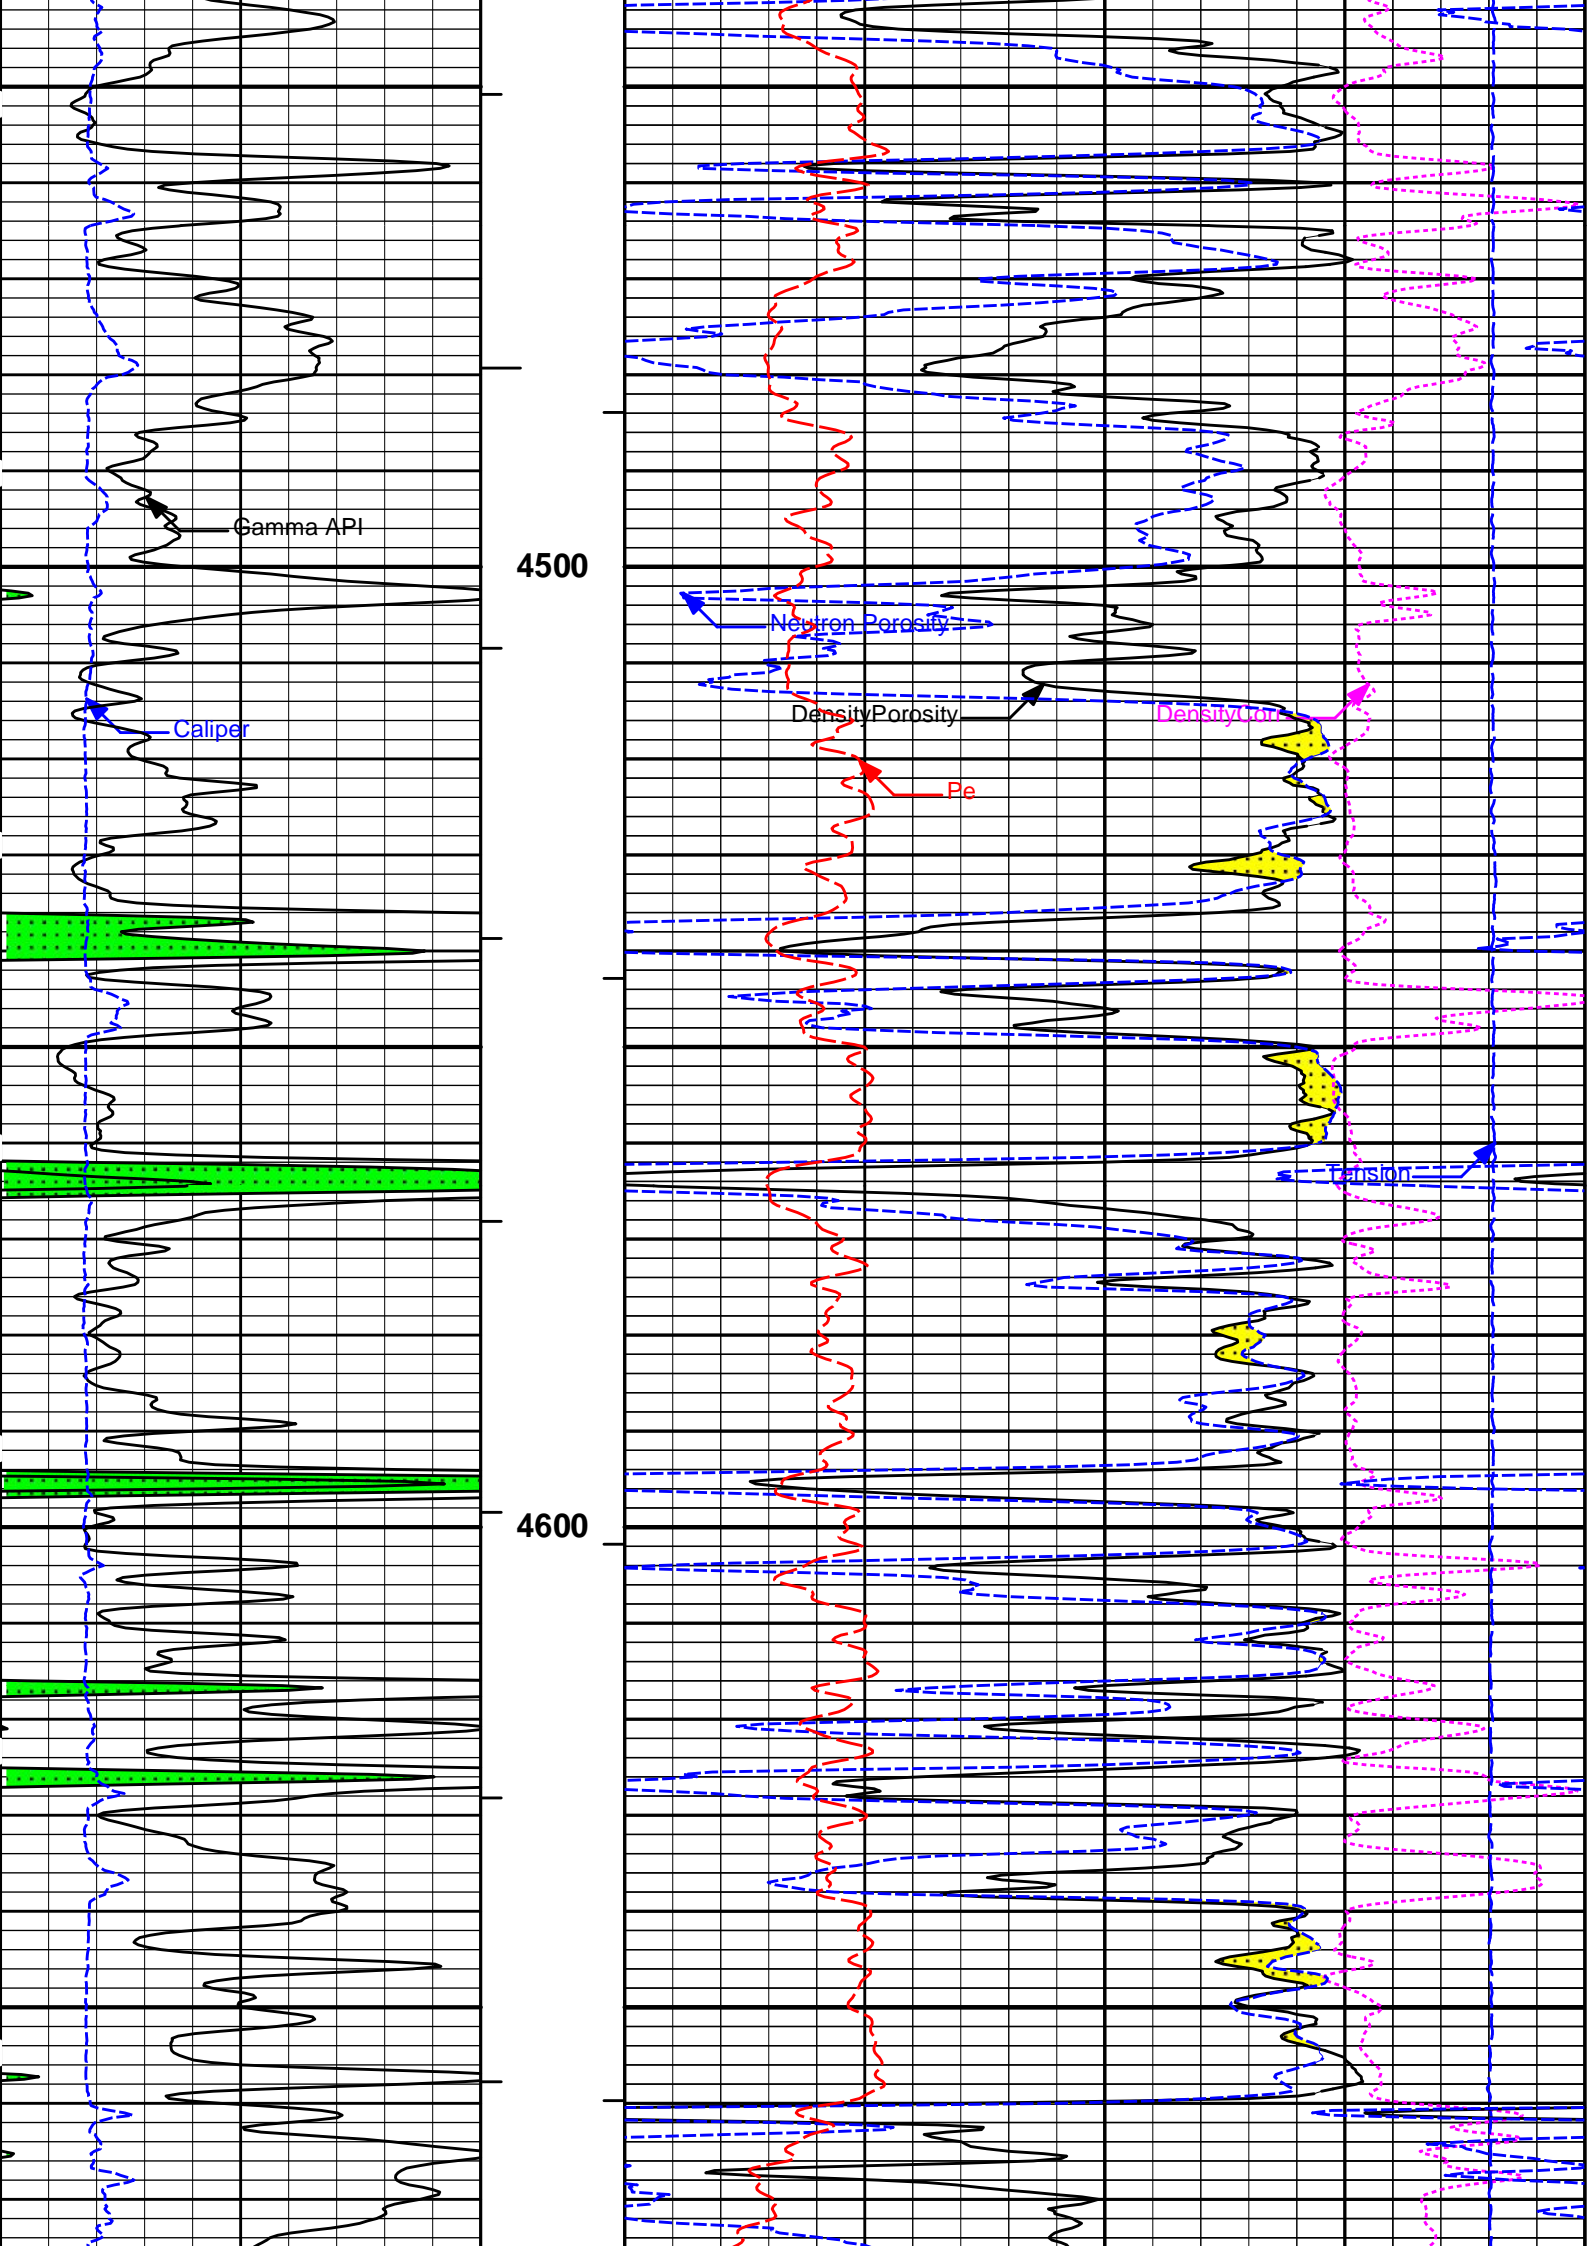 Gamma API
4500
Neutron Porosity
DensityPorosity
DensityCorr
Caliper
Pe
Tension
4600